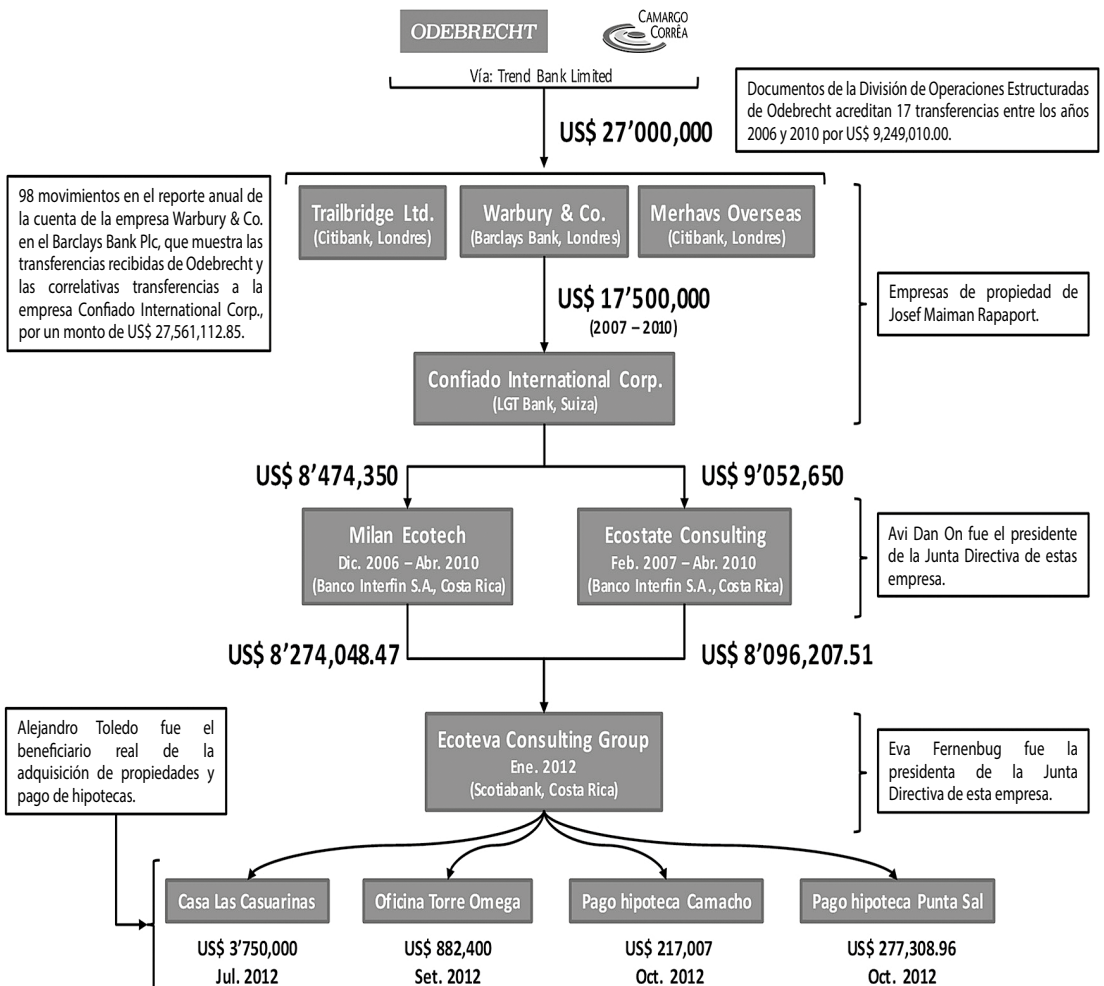 ODEBRECHT
CAMARGO
CORRÊA
Vía: Trend Bank Limited
Documentos de la División de Operaciones Estructuradas
de Odebrecht acreditan 17 transferencias entre los años
2006 y 2010 por US$ 9,249,010.00.
US$ 27’000,000
98 movimientos en el reporte anual de
la cuenta de la empresa Warbury & Co.
en el Barclays Bank Plc, que muestra las
transferencias recibidas de Odebrecht y
las correlativas transferencias a la
empresa Confiado International Corp.,
por un monto de US$ 27,561,112.85.
Trailbridge Ltd.
(Citibank, Londres)
Warbury & Co.
(Barclays Bank, Londres)
Merhavs Overseas
(Citibank, Londres)
Empresas de propiedad de
Josef Maiman Rapaport.
US$ 17’500,000
(2007 – 2010)
Confiado International Corp.
(LGT Bank, Suiza)
US$ 8’474,350
US$ 9’052,650
Milan Ecotech
Dic. 2006 – Abr. 2010
(Banco Interfin S.A., Costa Rica)
Ecostate Consulting
Feb. 2007 – Abr. 2010
(Banco Interfin S.A., Costa Rica)
Avi Dan On fue el presidente
de la Junta Directiva de estas
empresa.
US$ 8’274,048.47
US$ 8’096,207.51
Alejandro Toledo fue el
beneficiario real de la
adquisición de propiedades y
pago de hipotecas.
Ecoteva Consulting Group
Ene. 2012
(Scotiabank, Costa Rica)
Eva Fernenbug fue la
presidenta de la Junta
Directiva de esta empresa.
Casa Las Casuarinas
Oficina Torre Omega
Pago hipoteca Camacho
Pago hipoteca Punta Sal
US$ 3’750,000
Jul. 2012
US$ 882,400
Set. 2012
US$ 217,007
Oct. 2012
US$ 277,308.96
Oct. 2012